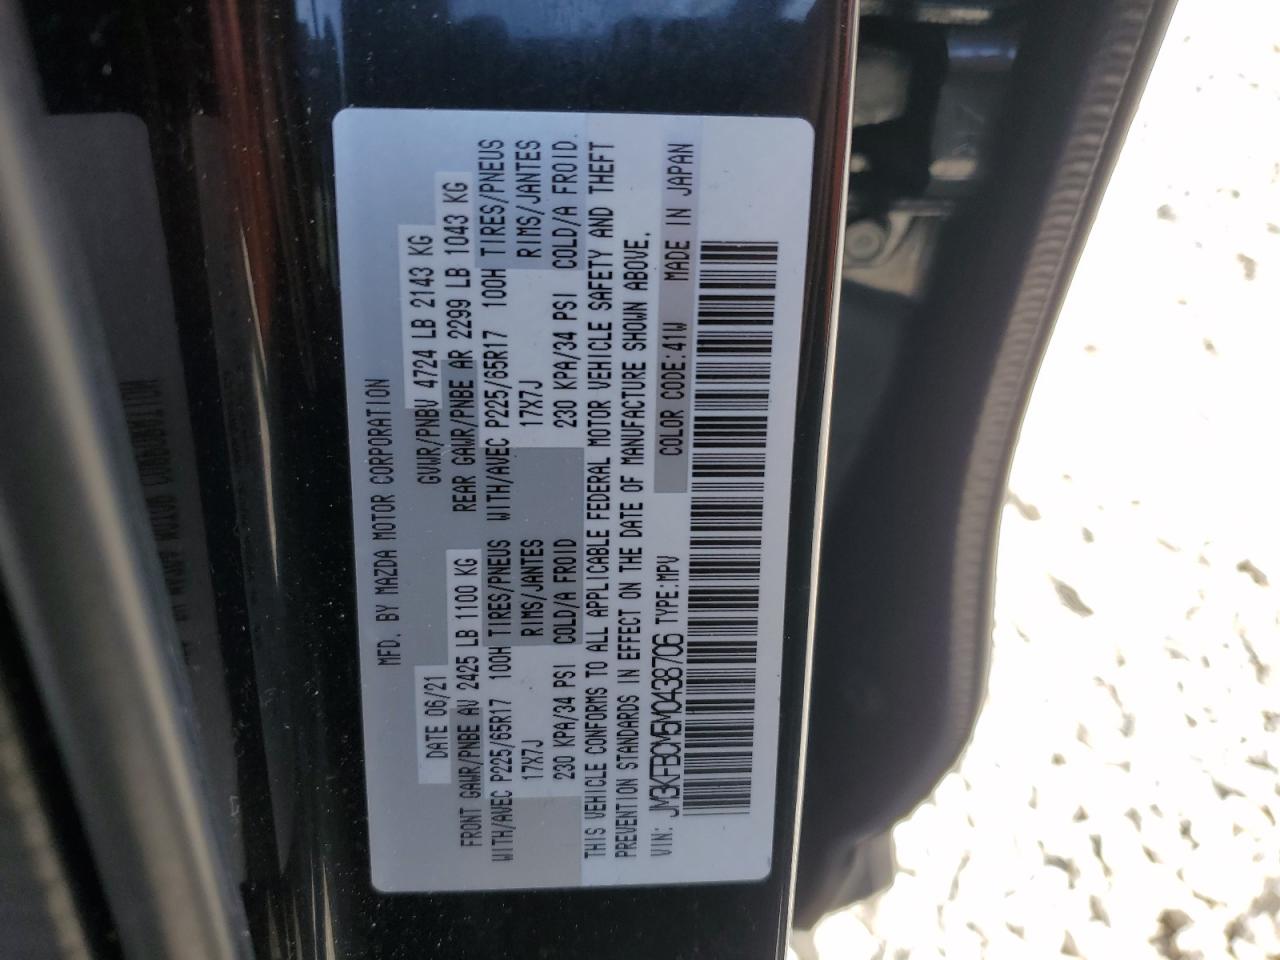 MFD. BY MAZDA MOTOR CORPORATION
DATE 06/21 GVWR/PNBV 4724 LB 2143 KG
FRONT GAWR/PNBE AV 2425 LB 1100 KG REAR GAWR/PNBE AR 2299 LB 1043 KG
WITH/AVEC P225/65R17 100H TIRES/PNEUS WITH/AVEC P225/65R17 100H TIRES/PNEUS
17X7J RIMS/JANTES 17X7J RIMS/JANTES
230 KPA/34 PSI COLD/A FROID 230 KPA/34 PSI COLD/A FROID.
THIS VEHICLE CONFORMS TO ALL APPLICABLE FEDERAL MOTOR VEHICLE SAFETY AND THEFT
PREVENTION STANDARDS IN EFFECT ON THE DATE OF MANUFACTURE SHOWN ABOVE.
VIN: JM3KFBCM5M0438706 TYPE:MPV COLOR CODE:41W MADE IN JAPAN